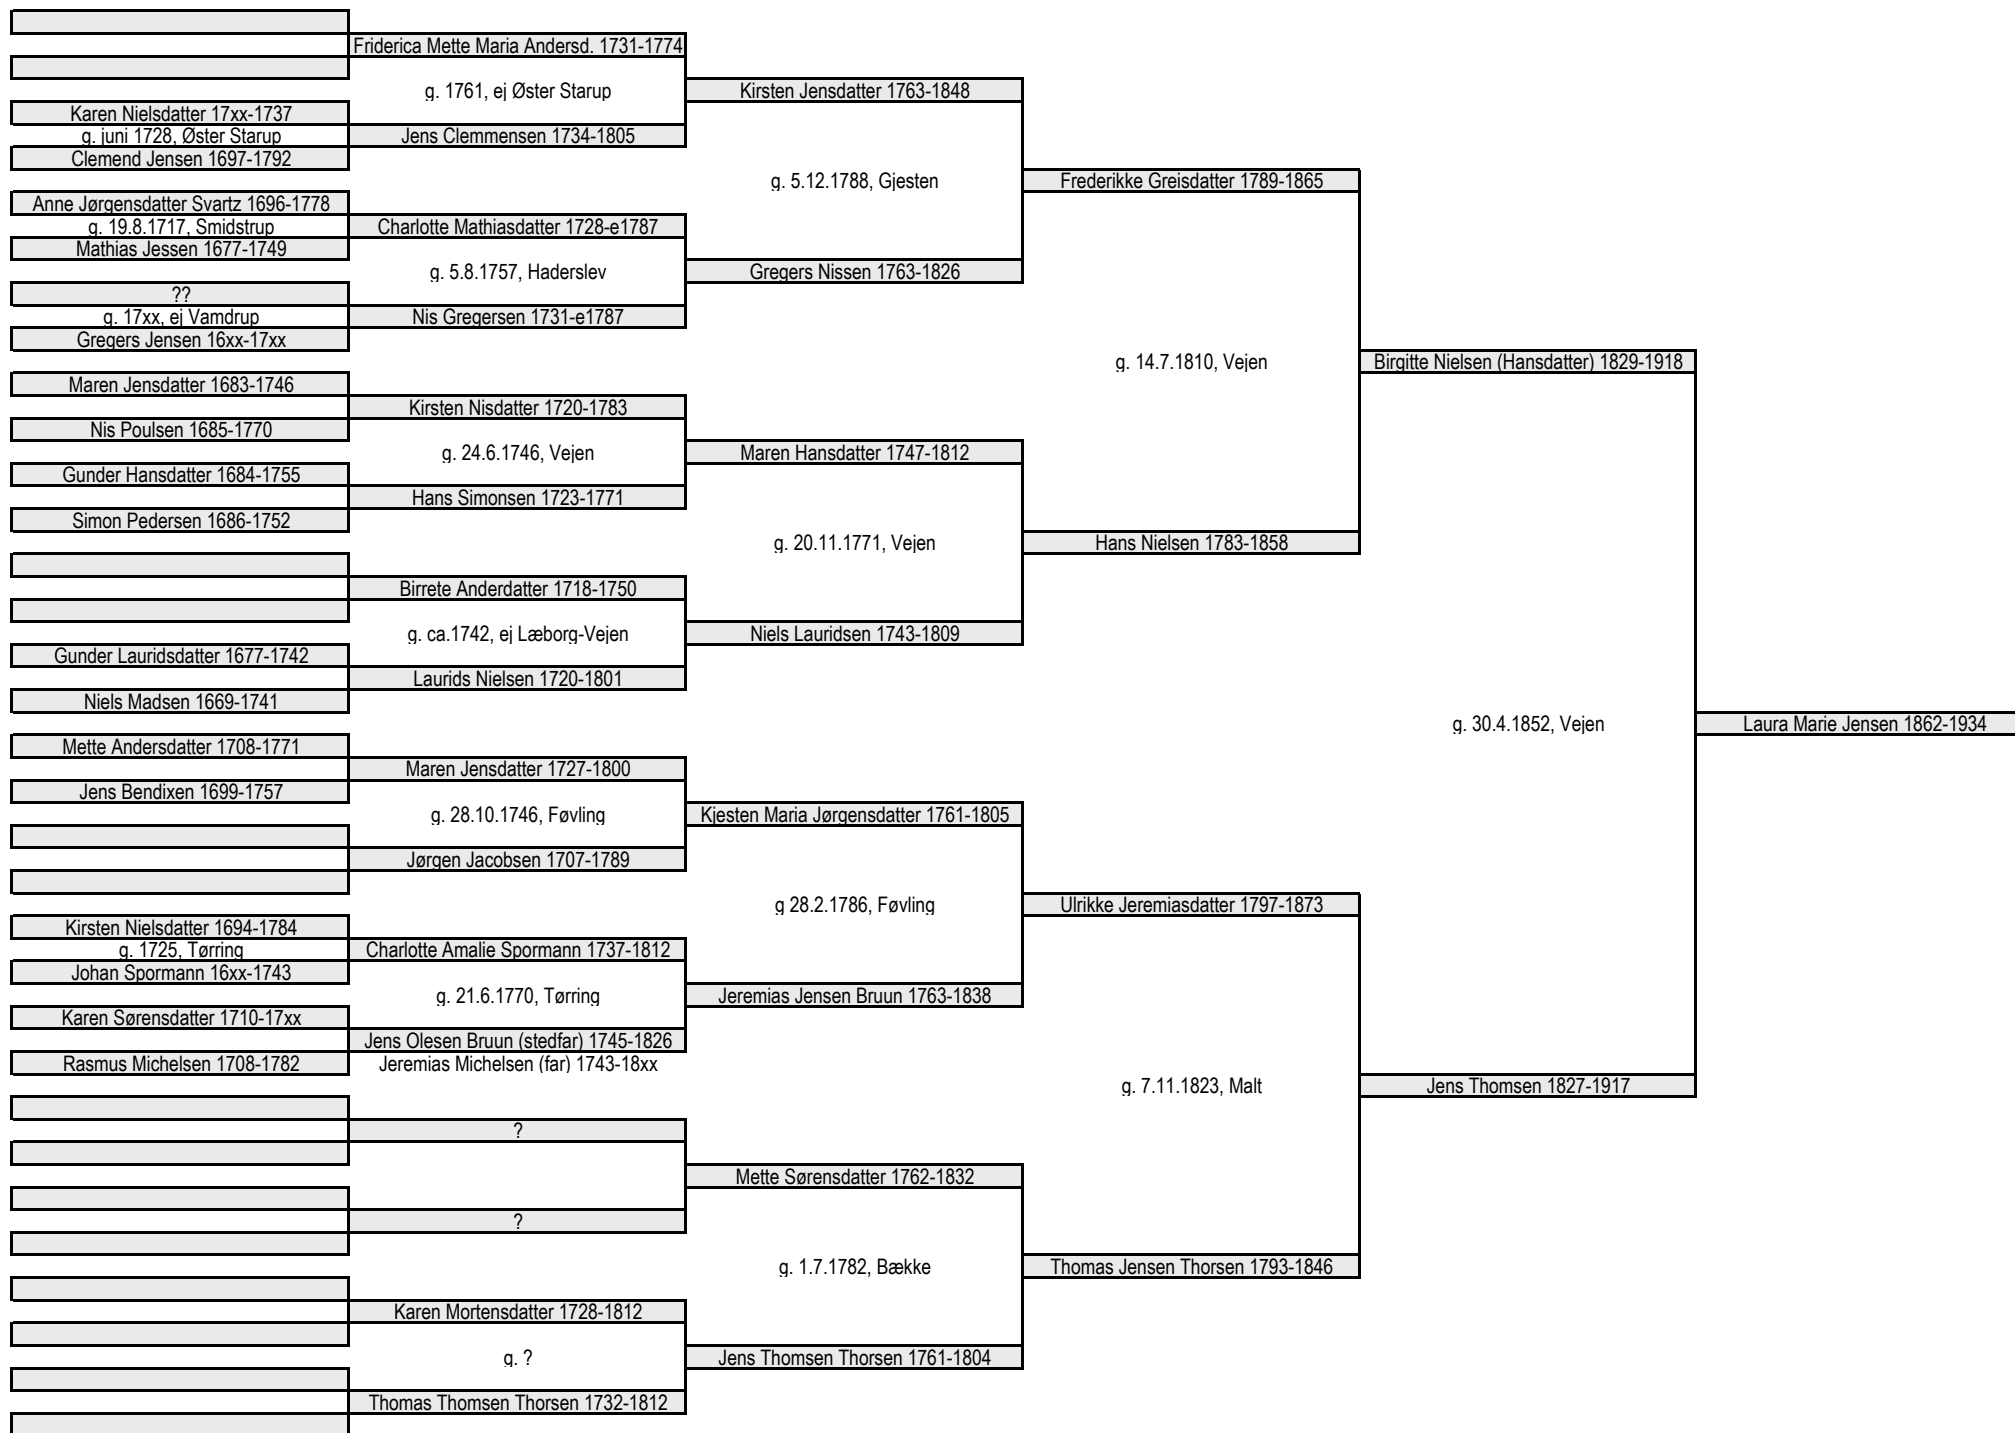 Friderica Mette Maria Andersd. 1731-1774
g. 1761, ej Øster Starup
Kirsten Jensdatter 1763-1848
Karen Nielsdatter 17xx-1737
g. juni 1728, Øster Starup
Jens Clemmensen 1734-1805
Clemend Jensen 1697-1792
g. 5.12.1788, Gjesten
Frederikke Greisdatter 1789-1865
Anne Jørgensdatter Svartz 1696-1778
g. 19.8.1717, Smidstrup
Charlotte Mathiasdatter 1728-e1787
Mathias Jessen 1677-1749
g. 5.8.1757, Haderslev
Gregers Nissen 1763-1826
??
g. 17xx, ej Vamdrup
Nis Gregersen 1731-e1787
Gregers Jensen 16xx-17xx
g. 14.7.1810, Vejen
Birgitte Nielsen (Hansdatter) 1829-1918
Maren Jensdatter 1683-1746
Kirsten Nisdatter 1720-1783
Nis Poulsen 1685-1770
g. 24.6.1746, Vejen
Maren Hansdatter 1747-1812
Gunder Hansdatter 1684-1755
Hans Simonsen 1723-1771
Simon Pedersen 1686-1752
g. 20.11.1771, Vejen
Hans Nielsen 1783-1858
Birrete Anderdatter 1718-1750
g. ca.1742, ej Læborg-Vejen
Niels Lauridsen 1743-1809
Gunder Lauridsdatter 1677-1742
Laurids Nielsen 1720-1801
Niels Madsen 1669-1741
g. 30.4.1852, Vejen
Laura Marie Jensen 1862-1934
Mette Andersdatter 1708-1771
Maren Jensdatter 1727-1800
Jens Bendixen 1699-1757
g. 28.10.1746, Føvling
Kjesten Maria Jørgensdatter 1761-1805
Jørgen Jacobsen 1707-1789
g 28.2.1786, Føvling
Ulrikke Jeremiasdatter 1797-1873
Kirsten Nielsdatter 1694-1784
g. 1725, Tørring
Charlotte Amalie Spormann 1737-1812
Johan Spormann 16xx-1743
g. 21.6.1770, Tørring
Jeremias Jensen Bruun 1763-1838
Karen Sørensdatter 1710-17xx
Jens Olesen Bruun (stedfar) 1745-1826
Rasmus Michelsen 1708-1782
Jeremias Michelsen (far) 1743-18xx
g. 7.11.1823, Malt
Jens Thomsen 1827-1917
?
Mette Sørensdatter 1762-1832
?
g. 1.7.1782, Bække
Thomas Jensen Thorsen 1793-1846
Karen Mortensdatter 1728-1812
g. ?
Jens Thomsen Thorsen 1761-1804
Thomas Thomsen Thorsen 1732-1812